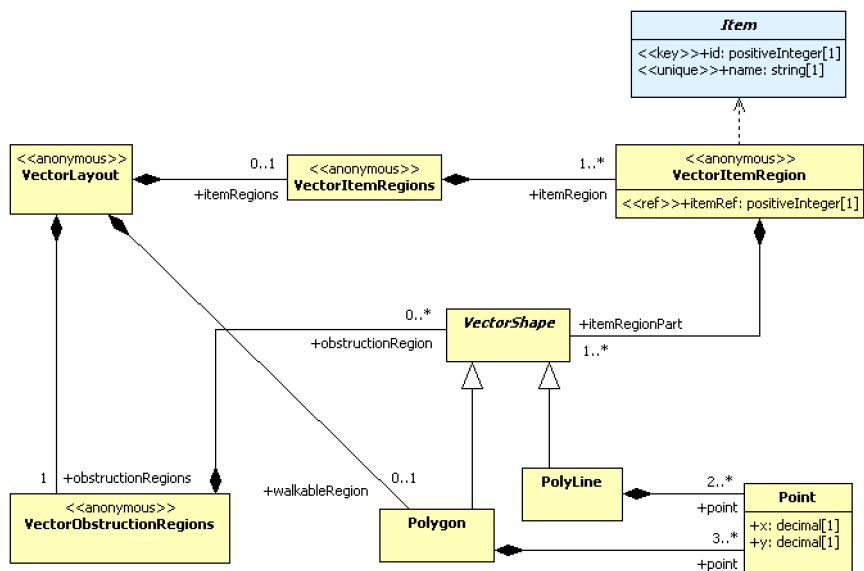 Item
<<key>>+id: positiveInteger[1]
<<unique>>+name: string[1]
<<anonymous>>
VectorLayout
0..1
+itemRegions
<<anonymous>>
VectorItemRegions
1..*
+itemRegion
<<anonymous>>
VectorItemRegion
<<ref>>+itemRef: positiveInteger[1]
0..*
+obstructionRegion
VectorShape
+itemRegionPart
1..*
1
+obstructionRegions
<<anonymous>>
VectorObstructionRegions
0..1
+walkableRegion
Polygon
PolyLine
2..*
+point
3..*
+point
Point
+x: decimal[1]
+y: decimal[1]